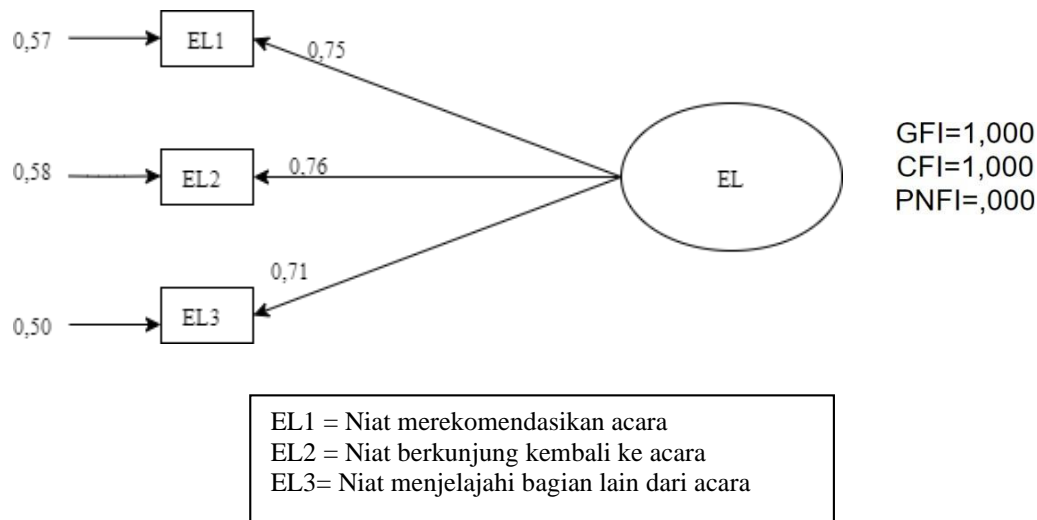 0,57
EL1
0,75
0,58
EL2
0,76
EL
0,50
EL3
0,71
GFI=1,000
CFI=1,000
PNFI=,000
EL1 = Niat merekomendasikan acara
EL2 = Niat berkunjung kembali ke acara
EL3= Niat menjelajahi bagian lain dari acara